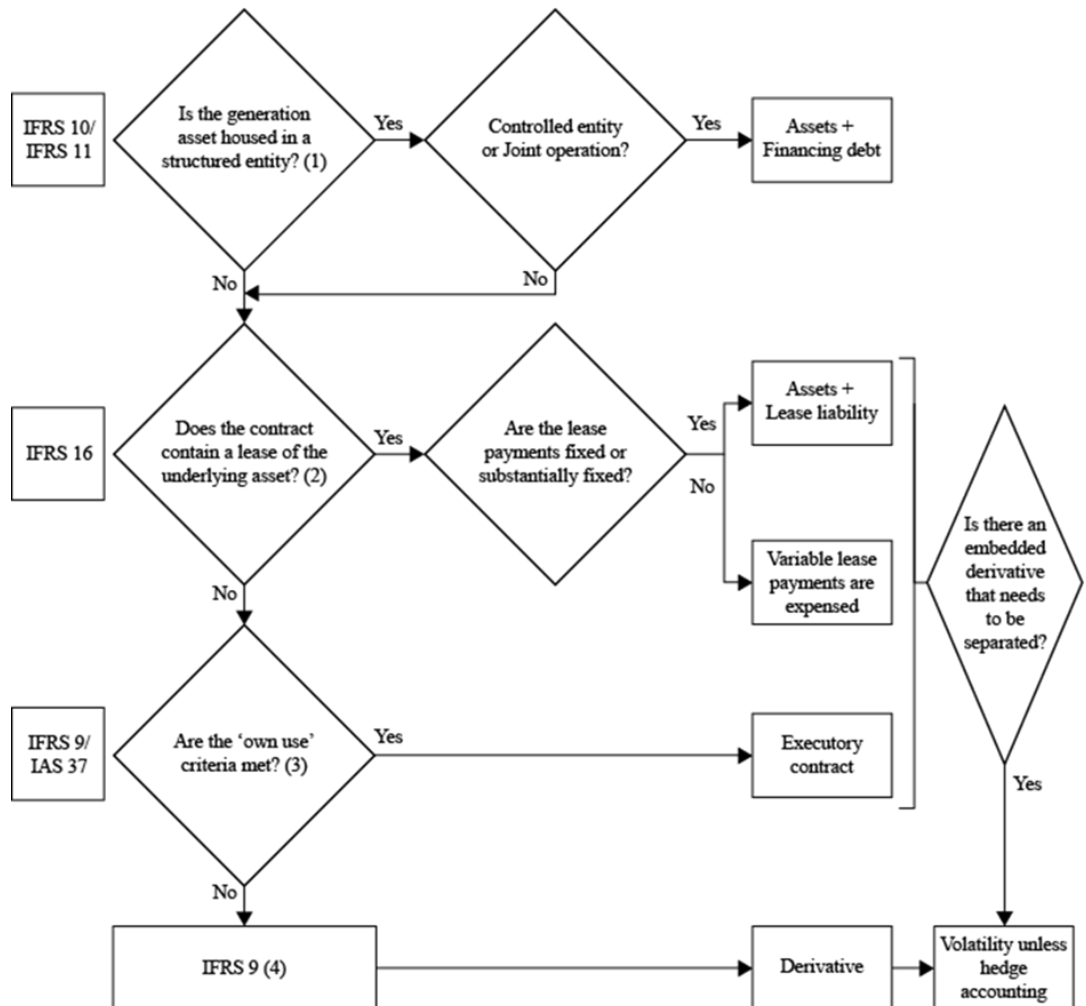 IFRS 10/
IFRS 11
Is the generation
asset housed in a
structured entity? (1)
Yes
Controlled entity
or Joint operation?
Yes
Assets +
Financing debt
No
No
IFRS 16
Does the contract
contain a lease of the
underlying asset? (2)
Yes
Are the lease
payments fixed or
substantially fixed?
Yes
No
Assets +
Lease liability
Variable lease
payments are
expensed
Is there an
embedded
derivative
that needs
to be
separated?
No
IFRS 9/
IAS 37
Are the ‘own use’
criteria met? (3)
Yes
Executory
contract
Yes
No
IFRS 9 (4)
Derivative
Volatility unless
hedge
accounting